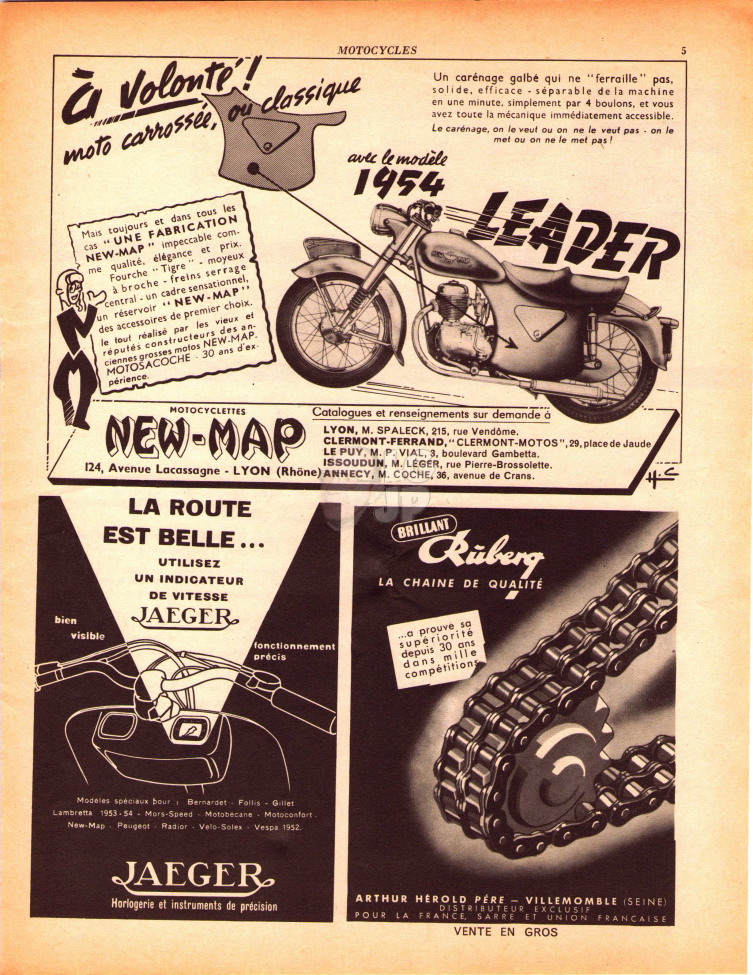 MOTOCYCLES
5
à volonté !
moto carrossée, ou classique
Un carénage galbé qui ne "ferraille" pas,
solide, efficace - séparable de la machine
en une minute, simplement par 4 boulons, et vous
avez toute la mécanique immédiatement accessible.
Le carénage, on le veut ou on ne le veut pas - on le
met ou on ne le met pas !
avec le modèle
1954
LEADER
Mais toujours et dans tous les
cas "UNE FABRICATION
NEW-MAP" impeccable com-
me qualité, élégance et prix.
Fourche "Tigre" - moyeux
à broche - freins serrage
central - un cadre sensationnel,
un réservoir "NEW-MAP"
des accessoires de premier choix.
le tout réalisé par les vieux et
réputés constructeurs des an-
ciennes grosses motos NEW-MAP.
MOTOSACOCHE - 30 ans d'ex-
périence.
MOTOCYCLETTES
NEW-MAP
124, Avenue Lacassagne - LYON (Rhône)
Catalogues et renseignements sur demande à
LYON, M. SPALECK, 215, rue Vendôme.
CLERMONT-FERRAND, "CLERMONT-MOTOS", 29, place de Jaude
LE PUY, M. P. VIAL, 3, boulevard Gambetta.
ISSOUDUN, M. LÉGER, rue Pierre-Brossolette.
ANNECY, M. COCHE, 36, avenue de Crans.
LA ROUTE
EST BELLE...
UTILISEZ
UN INDICATEUR
DE VITESSE
JAEGER
bien
visible
fonctionnement
précis
Modèles spéciaux pour : Bernardet - Follis - Gillet
Lambretta 1953-54 - Mors-Speed - Motobécane - Motoconfort -
New-Map - Peugeot - Radior - Velo-Solex - Vespa 1952.
JAEGER
Horlogerie et instruments de précision
BRILLANT
Ruberg
LA CHAINE DE QUALITÉ
...a prouvé sa
supériorité
depuis 30 ans
dans mille
compétitions
ARTHUR HÉROLD PÈRE — VILLEMOMBLE (SEINE)
DISTRIBUTEUR EXCLUSIF
POUR LA FRANCE, SARRE ET UNION FRANCAISE
VENTE EN GROS